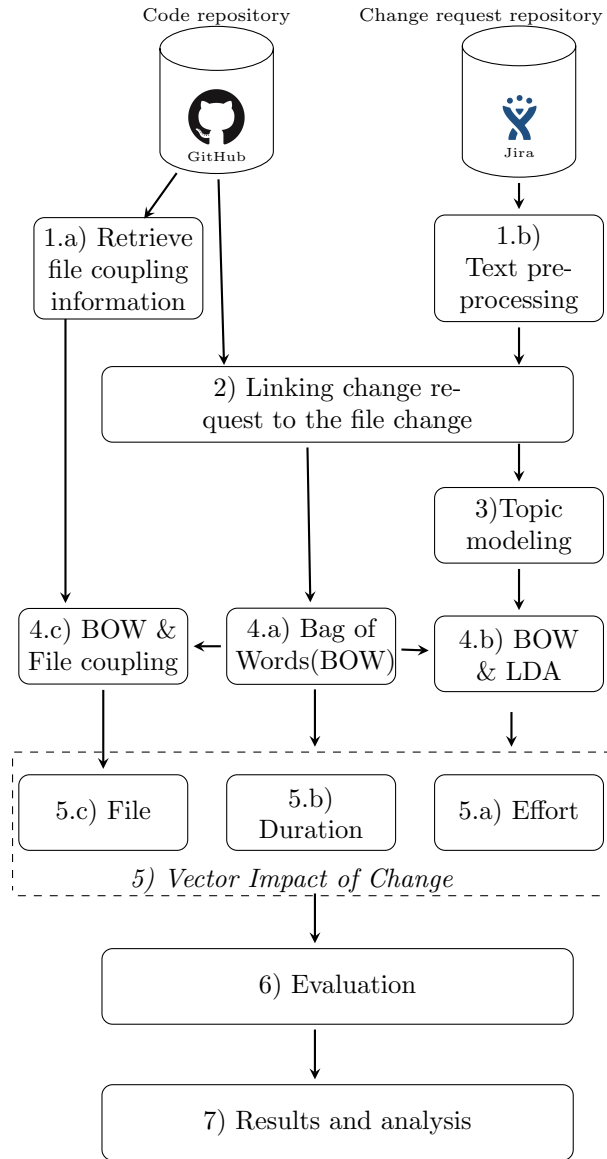 Code repository
Change request repository
GitHub
Jira
1.a) Retrieve
file coupling
information
1.b)
Text pre-
processing
2) Linking change re-
quest to the file change
3)Topic
modeling
4.c) BOW &
File coupling
4.a) Bag of
Words(BOW)
4.b) BOW
& LDA
5.c) File
5.b)
Duration
5.a) Effort
5) Vector Impact of Change
6) Evaluation
7) Results and analysis